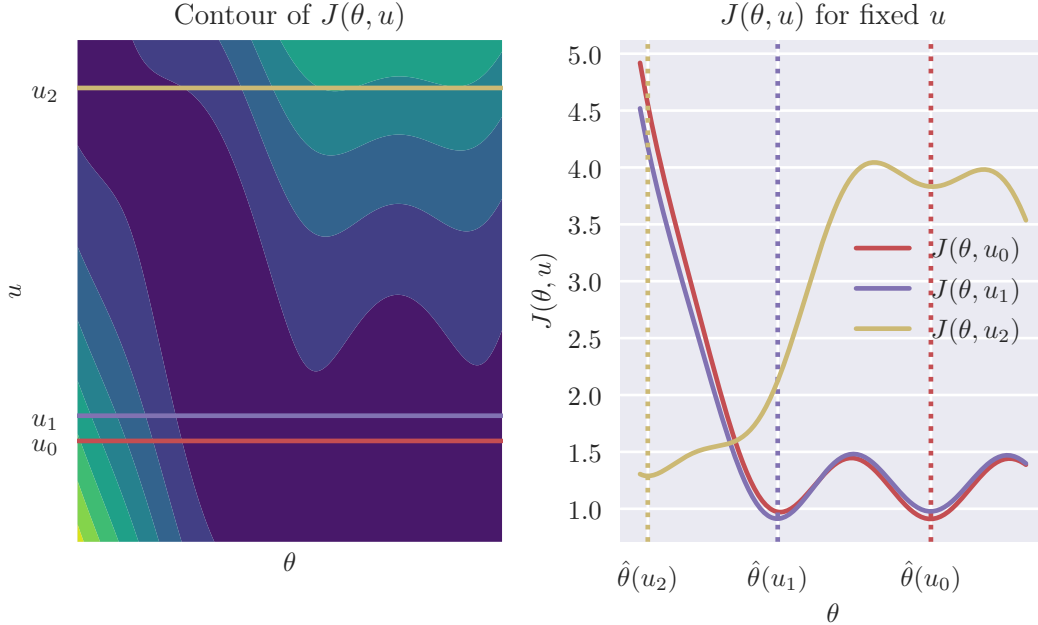 Contour of J(θ, u)
u₂
u
u₁
u₀
θ
J(θ, u) for fixed u
5.0
4.5
4.0
3.5
3.0
2.5
2.0
1.5
1.0
J(θ, u)
J(θ, u₀)
J(θ, u₁)
J(θ, u₂)
θ̂(u₂)
θ̂(u₁)
θ̂(u₀)
θ